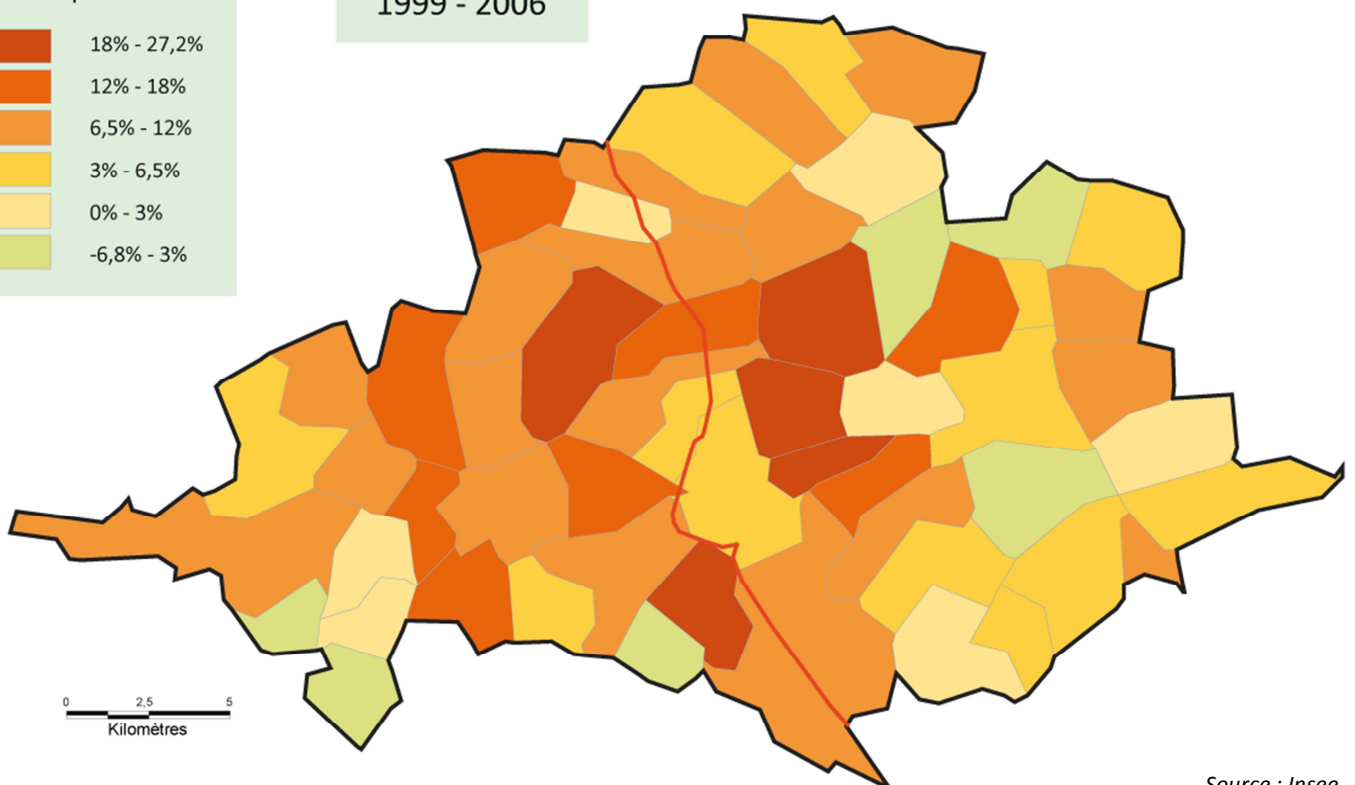 1999 - 2006
18% - 27,2%
12% - 18%
6,5% - 12%
3% - 6,5%
0% - 3%
-6,8% - 3%
0 2,5 5
Kilomètres
Source : Insee